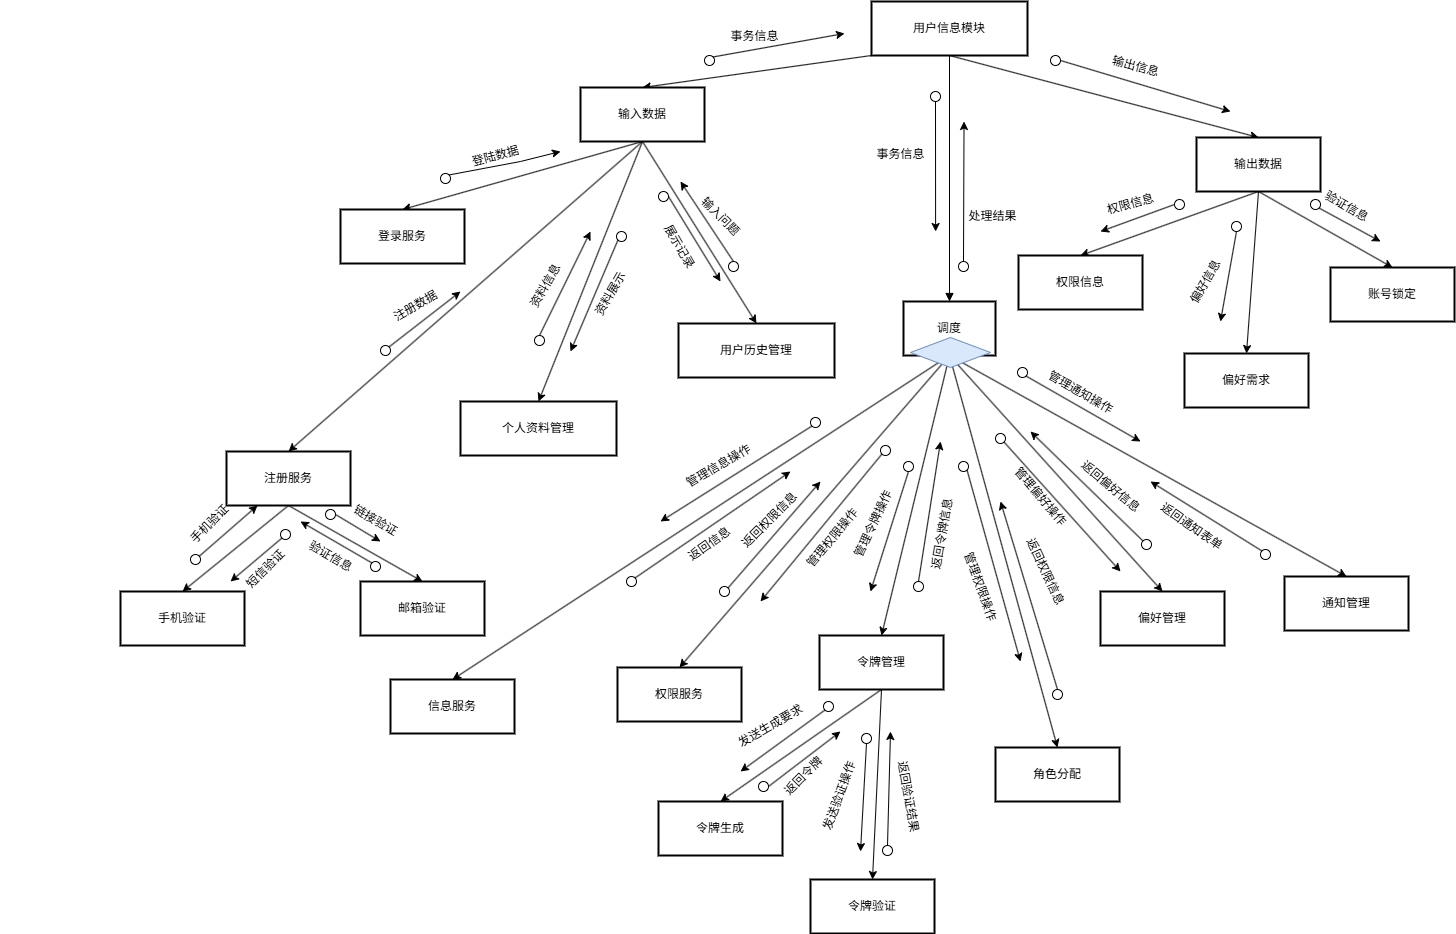 用户信息模块
事务信息
输出信息
输入数据
登陆数据
事务信息
输出数据
登录服务
输入问题
展示记录
处理结果
权限信息
验证信息
权限信息
偏好信息
账号锁定
注册数据
资料信息
资料展示
用户历史管理
调度
偏好需求
个人资料管理
管理通知操作
注册服务
管理信息操作
返回信息
返回权限信息
管理权限操作
管理令牌操作
返回令牌信息
管理权限操作
返回权限信息
管理偏好操作
返回偏好信息
返回通知表单
手机验证
链接验证
短信验证
验证信息
手机验证
邮箱验证
偏好管理
通知管理
信息服务
权限服务
令牌管理
角色分配
发送生成要求
返回令牌
发送验证操作
返回验证结果
令牌生成
令牌验证